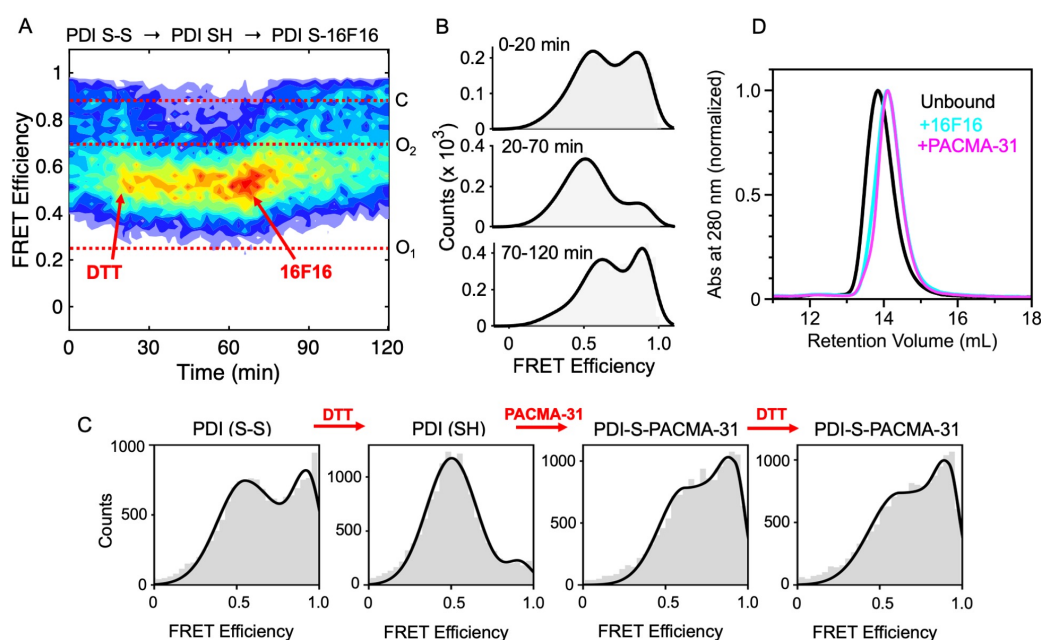 A
PDI S-S → PDI SH → PDI S-16F16
FRET Efficiency
1
0.8
0.6
0.4
0.2
0
C
O2
O1
DTT
16F16
0
30
60
90
120
Time (min)
B
0-20 min
0.2
0.1
0
20-70 min
0.4
0.2
0
70-120 min
0.4
0.2
0
Counts (x 10³)
0
0.5
1.0
FRET Efficiency
D
Unbound
+16F16
+PACMA-31
Abs at 280 nm (normalized)
1.0
0.5
0
12
14
16
18
Retention Volume (mL)
C
DTT
PACMA-31
DTT
PDI (S-S)
PDI (SH)
PDI-S-PACMA-31
PDI-S-PACMA-31
Counts
1000
500
0
0
0.5
1.0
FRET Efficiency
1000
500
0
0
0.5
1.0
FRET Efficiency
1000
500
0
0
0.5
1.0
FRET Efficiency
1000
500
0
0
0.5
1.0
FRET Efficiency